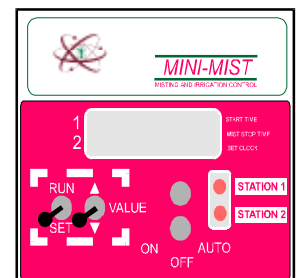 MINI-MIST
MISTING AND IRRIGATION CONTROL
1
2
START TIME
MIST STOP TIME
SET CLOCK
RUN
VALUE
SET
STATION 1
STATION 2
ON
OFF
AUTO